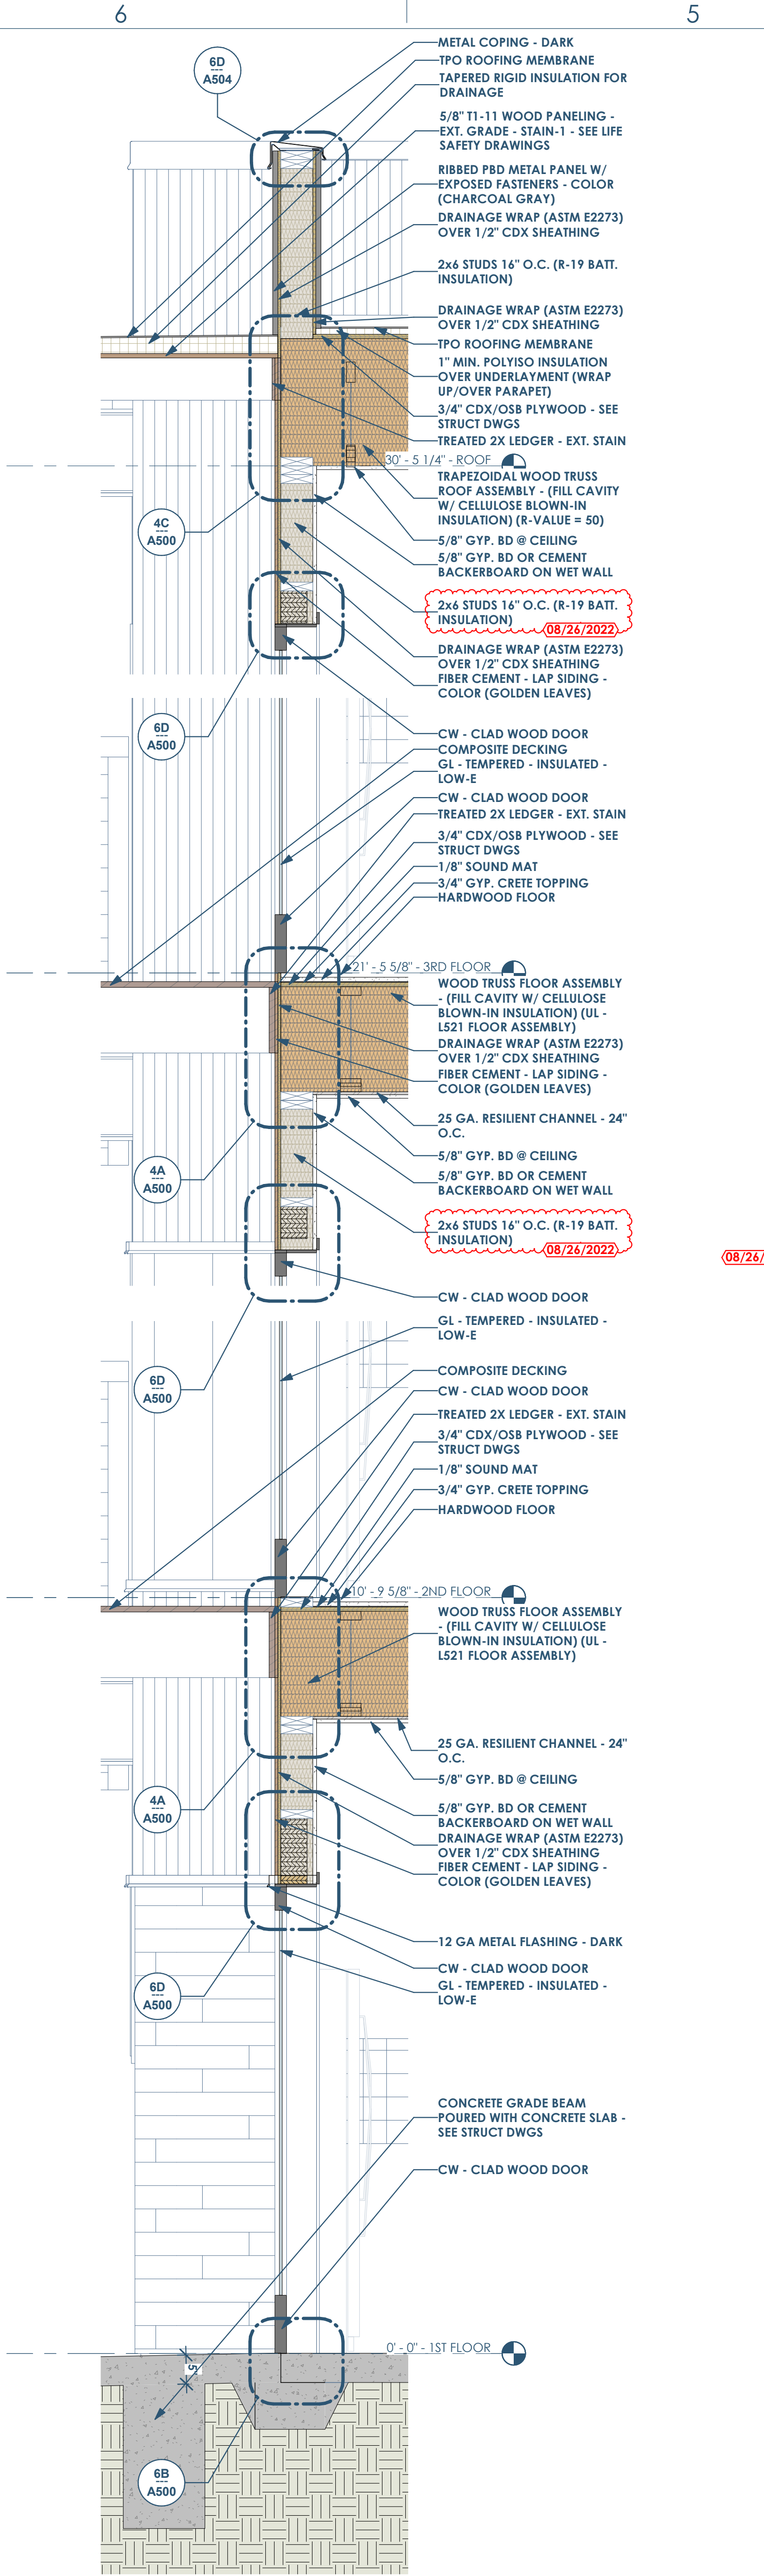 6
5
6D
A504
METAL COPING - DARK
TPO ROOFING MEMBRANE
TAPERED RIGID INSULATION FOR
DRAINAGE
5/8" T1-11 WOOD PANELING -
EXT. GRADE - STAIN-1 - SEE LIFE
SAFETY DRAWINGS
RIBBED PBD METAL PANEL W/
EXPOSED FASTENERS - COLOR
(CHARCOAL GRAY)
DRAINAGE WRAP (ASTM E2273)
OVER 1/2" CDX SHEATHING
2x6 STUDS 16" O.C. (R-19 BATT.
INSULATION)
DRAINAGE WRAP (ASTM E2273)
OVER 1/2" CDX SHEATHING
TPO ROOFING MEMBRANE
1" MIN. POLYISO INSULATION
OVER UNDERLAYMENT (WRAP
UP/OVER PARAPET)
3/4" CDX/OSB PLYWOOD - SEE
STRUCT DWGS
TREATED 2X LEDGER - EXT. STAIN
30' - 5 1/4" - ROOF
TRAPEZOIDAL WOOD TRUSS
ROOF ASSEMBLY - (FILL CAVITY
W/ CELLULOSE BLOWN-IN
INSULATION) (R-VALUE = 50)
4C
A500
5/8" GYP. BD @ CEILING
5/8" GYP. BD OR CEMENT
BACKERBOARD ON WET WALL
2x6 STUDS 16" O.C. (R-19 BATT.
INSULATION)
08/26/2022
DRAINAGE WRAP (ASTM E2273)
OVER 1/2" CDX SHEATHING
FIBER CEMENT - LAP SIDING -
COLOR (GOLDEN LEAVES)
6D
A500
CW - CLAD WOOD DOOR
COMPOSITE DECKING
GL - TEMPERED - INSULATED -
LOW-E
CW - CLAD WOOD DOOR
TREATED 2X LEDGER - EXT. STAIN
3/4" CDX/OSB PLYWOOD - SEE
STRUCT DWGS
1/8" SOUND MAT
3/4" GYP. CRETE TOPPING
HARDWOOD FLOOR
21' - 5 5/8" - 3RD FLOOR
WOOD TRUSS FLOOR ASSEMBLY
- (FILL CAVITY W/ CELLULOSE
BLOWN-IN INSULATION) (UL -
L521 FLOOR ASSEMBLY)
DRAINAGE WRAP (ASTM E2273)
OVER 1/2" CDX SHEATHING
FIBER CEMENT - LAP SIDING -
COLOR (GOLDEN LEAVES)
25 GA. RESILIENT CHANNEL - 24"
O.C.
5/8" GYP. BD @ CEILING
4A
A500
5/8" GYP. BD OR CEMENT
BACKERBOARD ON WET WALL
2x6 STUDS 16" O.C. (R-19 BATT.
INSULATION)
08/26/2022
08/26/
CW - CLAD WOOD DOOR
GL - TEMPERED - INSULATED -
LOW-E
6D
A500
COMPOSITE DECKING
CW - CLAD WOOD DOOR
TREATED 2X LEDGER - EXT. STAIN
3/4" CDX/OSB PLYWOOD - SEE
STRUCT DWGS
1/8" SOUND MAT
3/4" GYP. CRETE TOPPING
HARDWOOD FLOOR
10' - 9 5/8" - 2ND FLOOR
WOOD TRUSS FLOOR ASSEMBLY
- (FILL CAVITY W/ CELLULOSE
BLOWN-IN INSULATION) (UL -
L521 FLOOR ASSEMBLY)
25 GA. RESILIENT CHANNEL - 24"
O.C.
5/8" GYP. BD @ CEILING
4A
A500
5/8" GYP. BD OR CEMENT
BACKERBOARD ON WET WALL
DRAINAGE WRAP (ASTM E2273)
OVER 1/2" CDX SHEATHING
FIBER CEMENT - LAP SIDING -
COLOR (GOLDEN LEAVES)
12 GA METAL FLASHING - DARK
CW - CLAD WOOD DOOR
GL - TEMPERED - INSULATED -
LOW-E
6D
A500
CONCRETE GRADE BEAM
POURED WITH CONCRETE SLAB -
SEE STRUCT DWGS
CW - CLAD WOOD DOOR
0' - 0" - 1ST FLOOR
5"
6B
A500